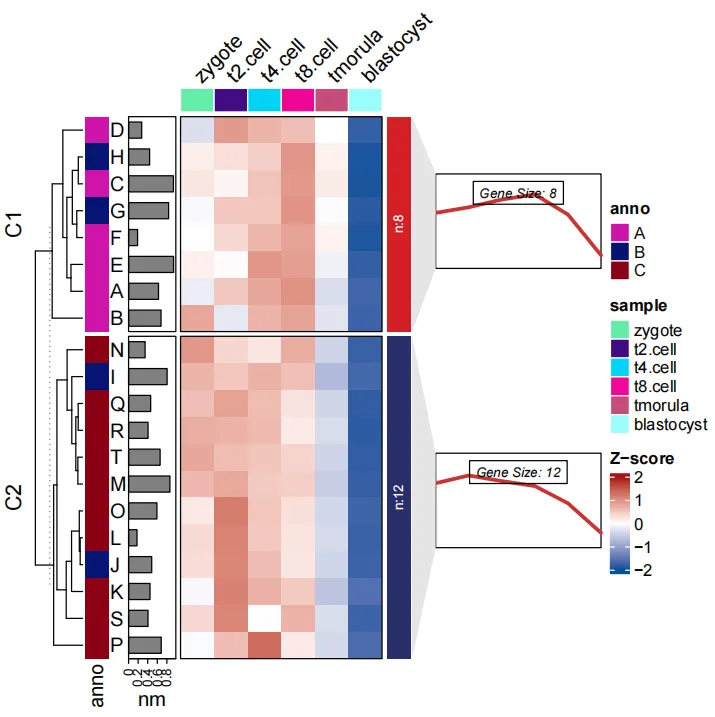 zygote
t2.cell
t4.cell
t8.cell
tmorula
blastocyst
C1
D
H
C
G
F
E
A
B
n:8
Gene Size: 8
C2
N
I
Q
R
T
M
O
L
J
K
S
P
n:12
Gene Size: 12
anno
0
0.2
0.4
0.6
0.8
nm
anno
A
B
C
sample
zygote
t2.cell
t4.cell
t8.cell
tmorula
blastocyst
Z−score
2
1
0
−1
−2